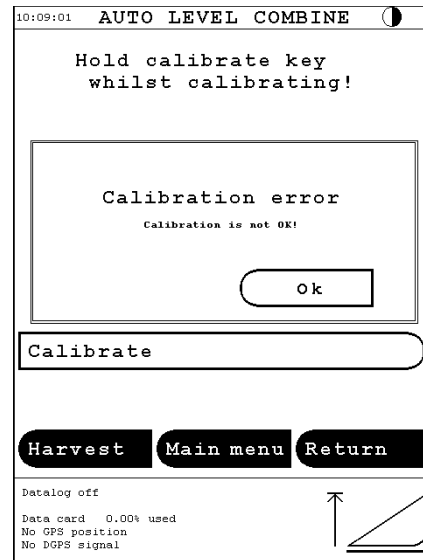 10:09:01 AUTO LEVEL COMBINE
Hold calibrate key
whilst calibrating!
Calibration error
Calibration is not OK!
Ok
Calibrate
Harvest Main menu Return
Datalog off
Data card 0.00% used
No GPS position
No DGPS signal